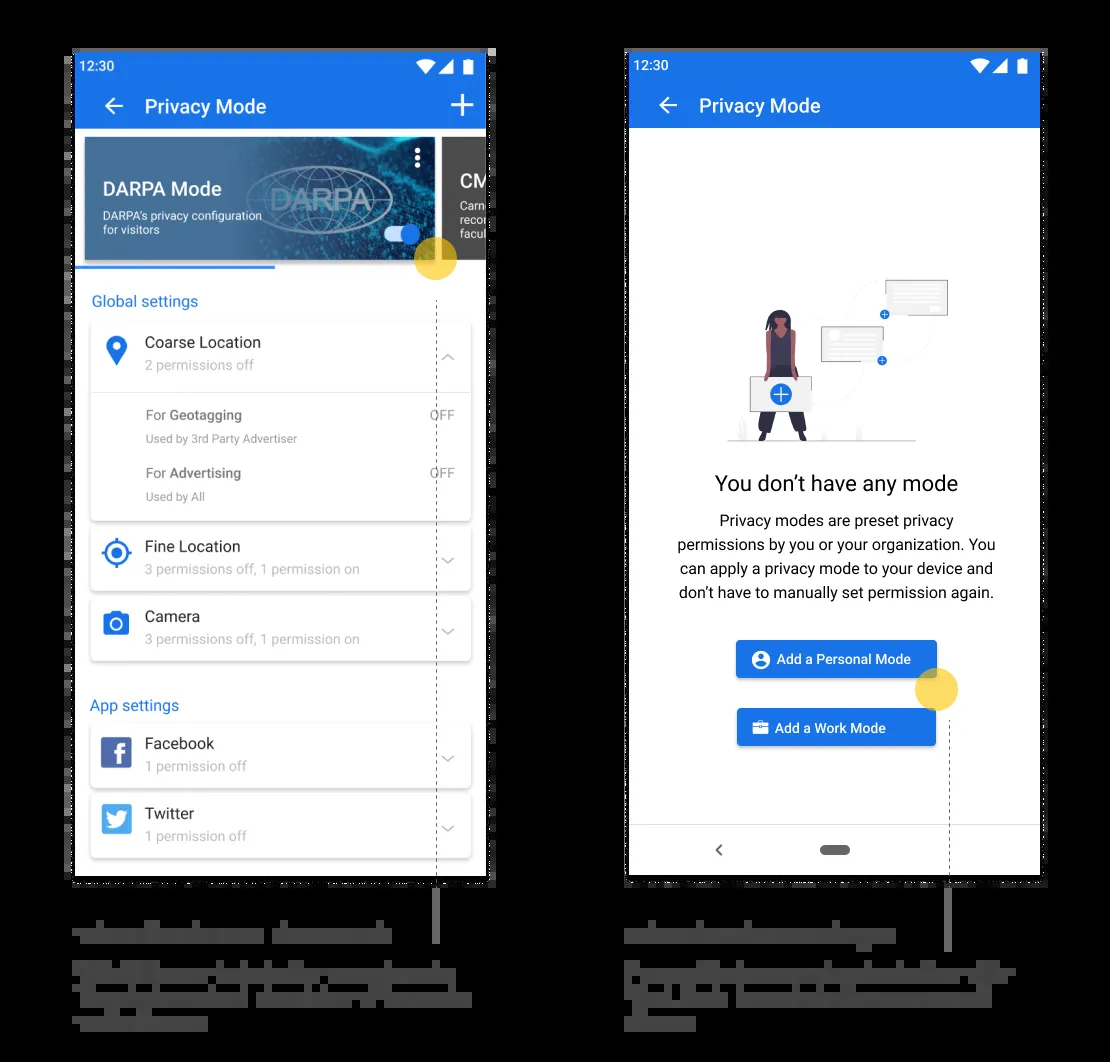 12:30
Privacy Mode
DARPA Mode
DARPA's privacy configuration
for visitors
DARPA
CM
Carn
recor
facul
Global settings
Coarse Location
2 permissions off
For Geotagging
OFF
Used by 3rd Party Advertiser
For Advertising
OFF
Used by All
Fine Location
3 permissions off, 1 permission on
Camera
3 permissions off, 1 permission on
App settings
Facebook
1 permission off
Twitter
1 permission off
12:30
Privacy Mode
You don't have any mode
Privacy modes are preset privacy
permissions by you or your organization. You
can apply a privacy mode to your device and
don't have to manually set permission again.
Add a Personal Mode
Add a Work Mode